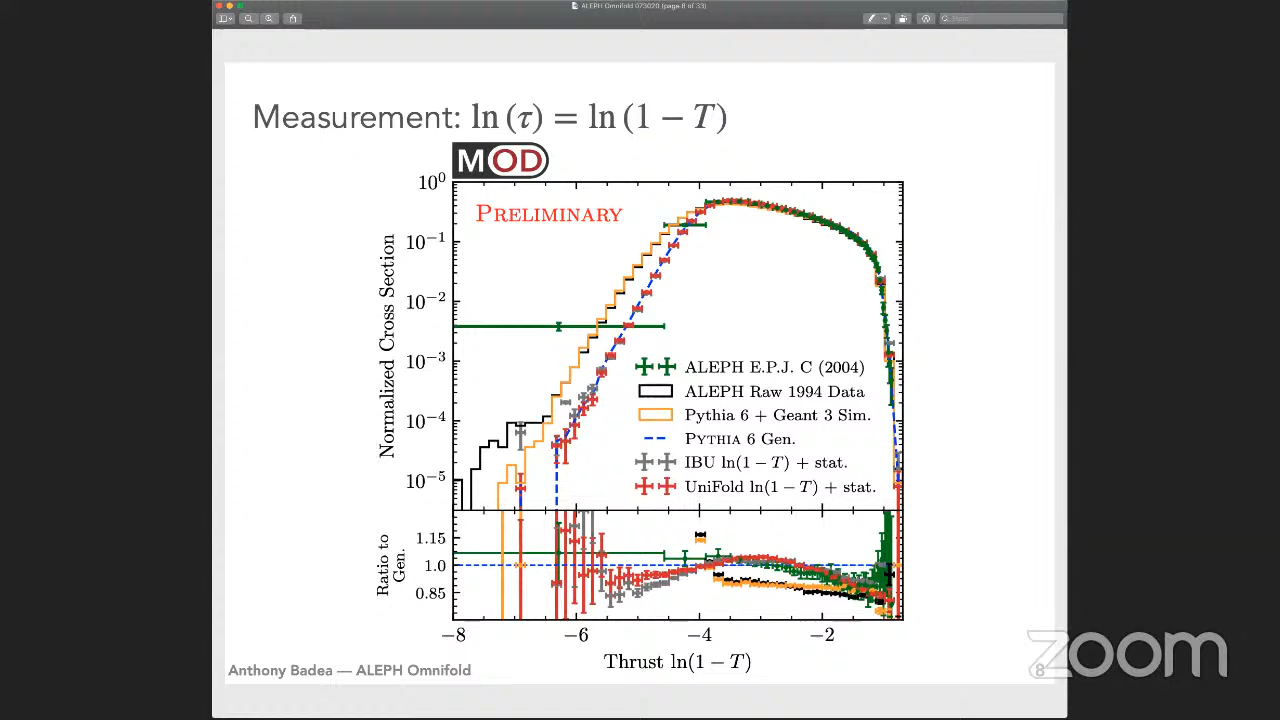 ALEPH Omnifold 073020 (page 8 of 33)
Measurement: ln (τ) = ln (1 − T)
MOD
PRELIMINARY
Normalized Cross Section
10^0
10^−1
10^−2
10^−3
10^−4
10^−5
ALEPH E.P.J. C (2004)
ALEPH Raw 1994 Data
Pythia 6 + Geant 3 Sim.
PYTHIA 6 Gen.
IBU ln(1 − T) + stat.
UniFold ln(1 − T) + stat.
Ratio to
Gen.
1.15
1.0
0.85
−8 −6 −4 −2
Thrust ln(1 − T)
Anthony Badea — ALEPH Omnifold
8
zoom